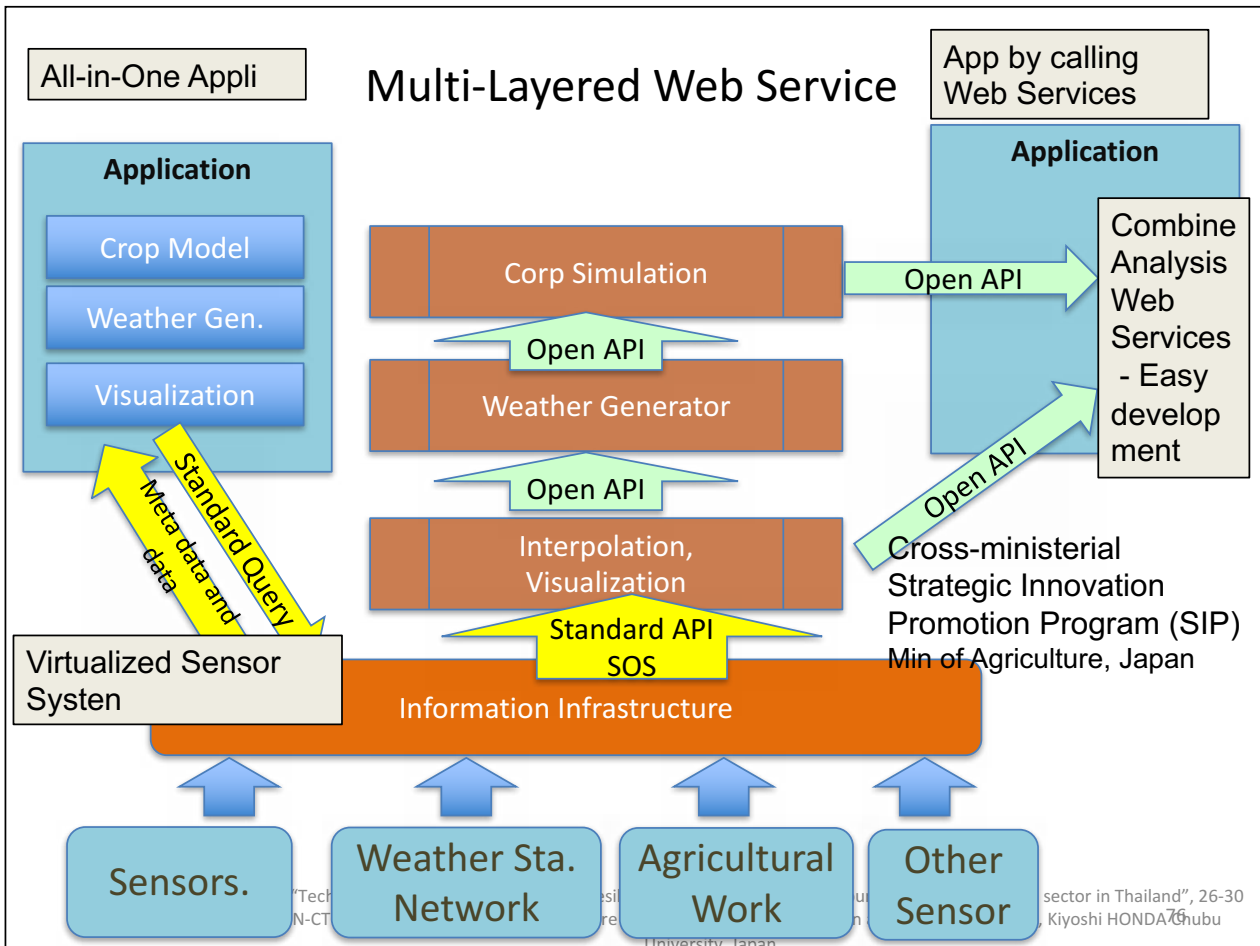 All-in-One Appli
Multi-Layered Web Service
App by calling
Web Services
Application
Crop Model
Weather Gen.
Visualization
Standard Query
Meta data and
data
Virtualized Sensor
Systen
Corp Simulation
Open API
Weather Generator
Open API
Interpolation,
Visualization
Standard API
SOS
Information Infrastructure
Application
Open API
Combine
Analysis
Web
Services
- Easy
develop
ment
Open API
Cross-ministerial
Strategic Innovation
Promotion Program (SIP)
Min of Agriculture, Japan
Sensors.
Weather Sta.
Network
Agricultural
Work
Other
Sensor
sector in Thailand", 26-30
, Kiyoshi HONDA Chubu
76
University, Japan